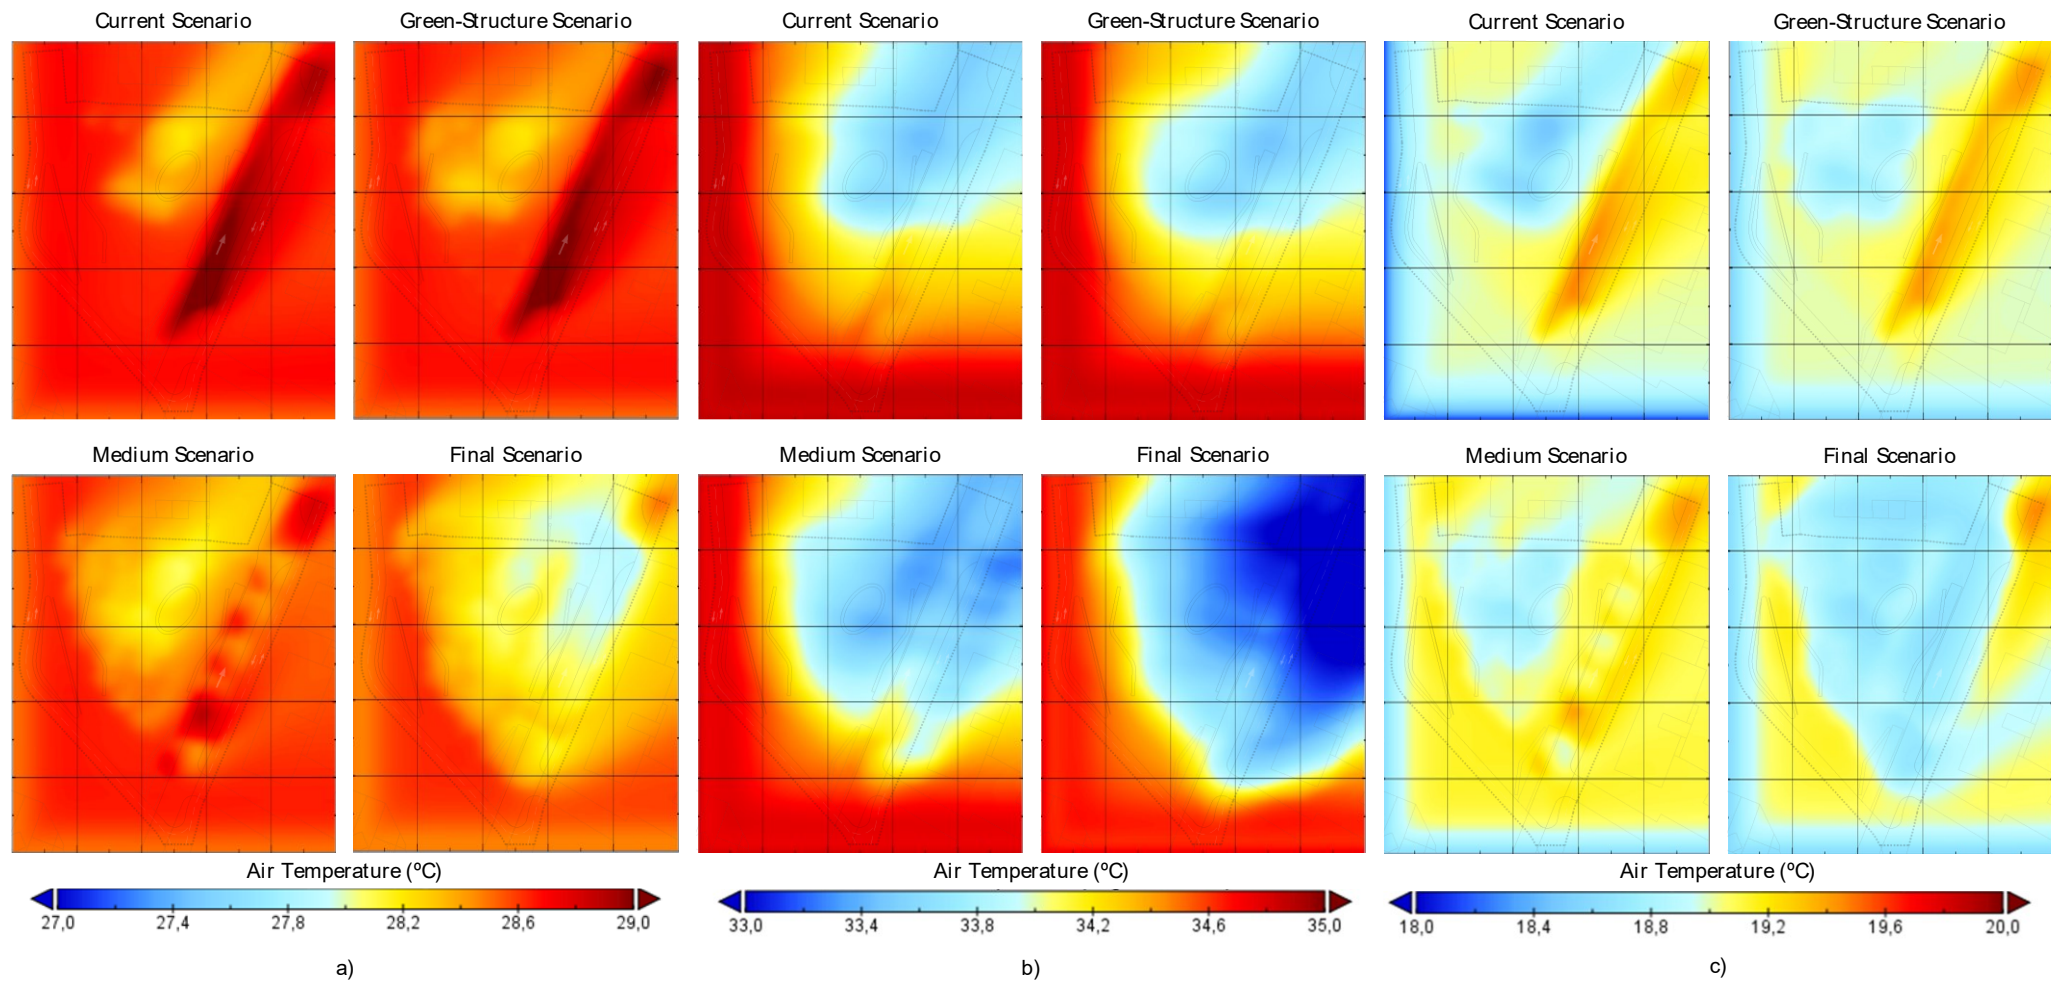 Current Scenario Green-Structure Scenario Current Scenario Green-Structure Scenario Current Scenario Green-Structure Scenario
Medium Scenario Final Scenario Medium Scenario Final Scenario Medium Scenario Final Scenario
Air Temperature (ºC) Air Temperature (ºC) Air Temperature (ºC)
27,0 27,4 27,8 28,2 28,6 29,0 33,0 33,4 33,8 34,2 34,6 35,0 18,0 18,4 18,8 19,2 19,6 20,0
a) b) c)